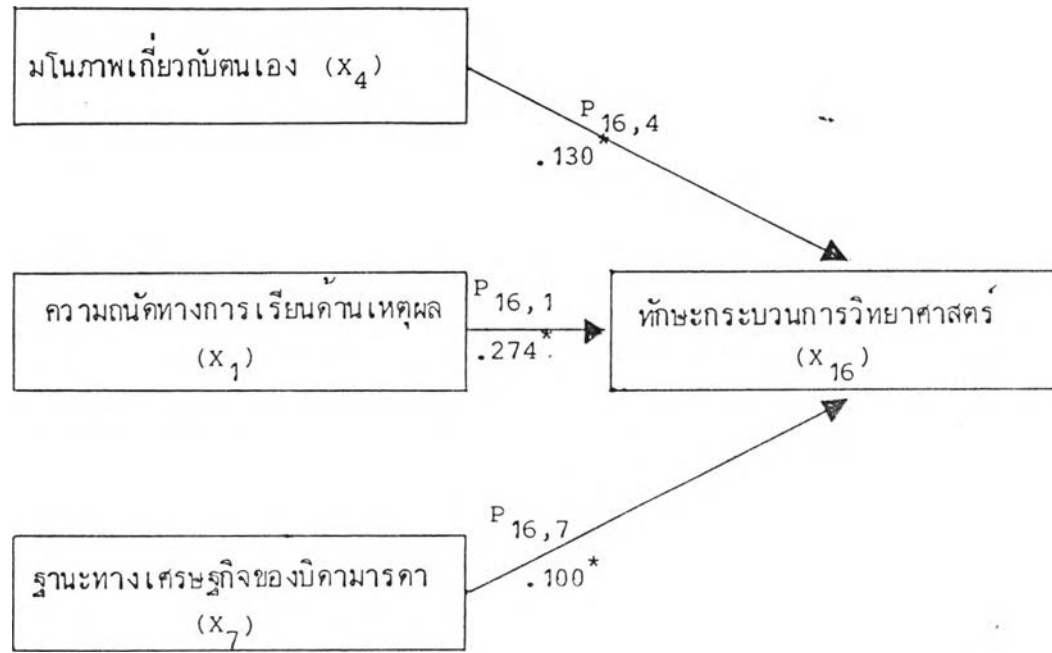 มโนภาพเกี่ยวกับตนเอง (X4)
P16,4
.130*
ความถนัดทางการเรียนด้านเหตุผล
(X1)
P16,1
.274*
ทักษะกระบวนการวิทยาศาสตร์
(X16)
P16,7
.100*
ฐานะทางเศรษฐกิจของบิดามารดา
(X7)